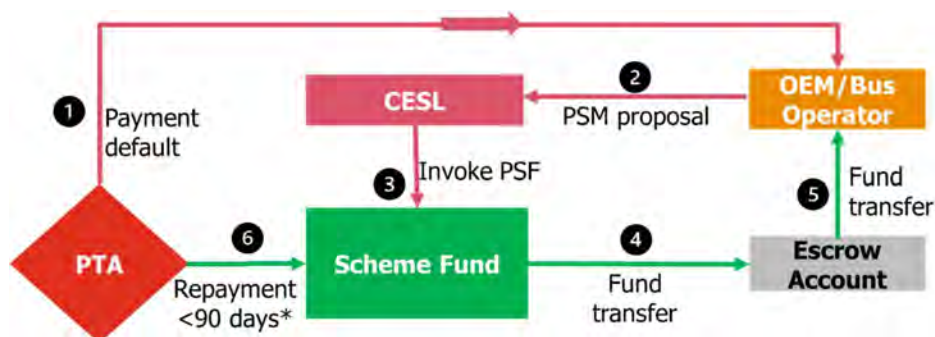 1
Payment
default
PTA
CESL
2
PSM proposal
OEM/Bus
Operator
3
Invoke PSF
Scheme Fund
4
Fund
transfer
Escrow
Account
5
Fund
transfer
6
Repayment
<90 days*